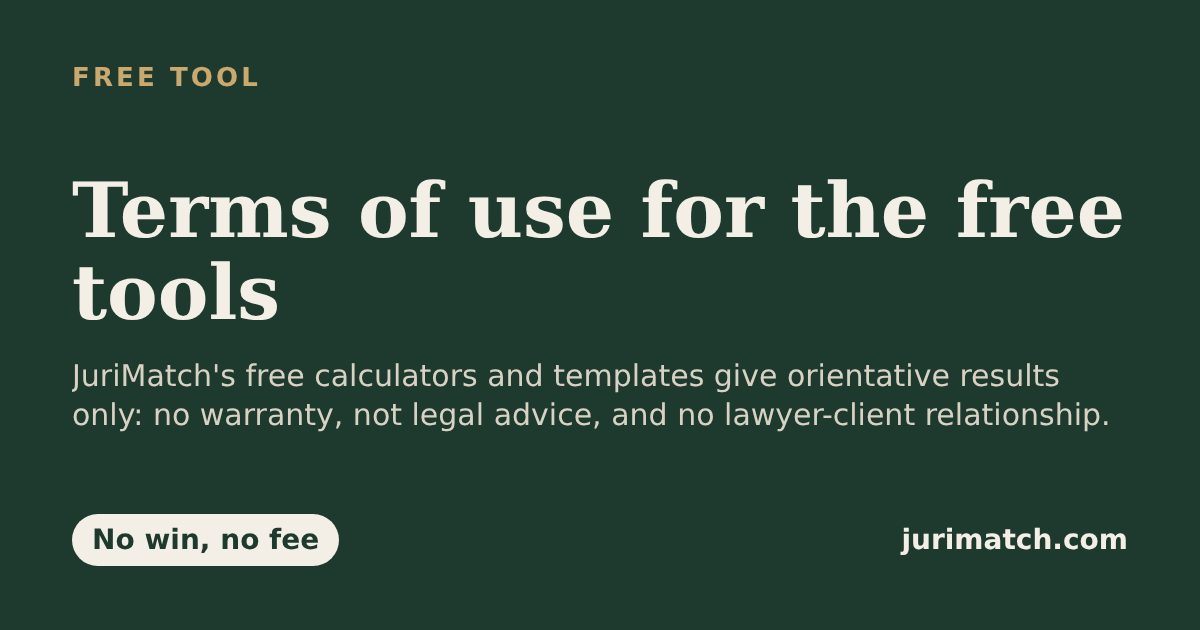 FREE TOOL
Terms of use for the free
tools
JuriMatch's free calculators and templates give orientative results
only: no warranty, not legal advice, and no lawyer-client relationship.
No win, no fee
jurimatch.com